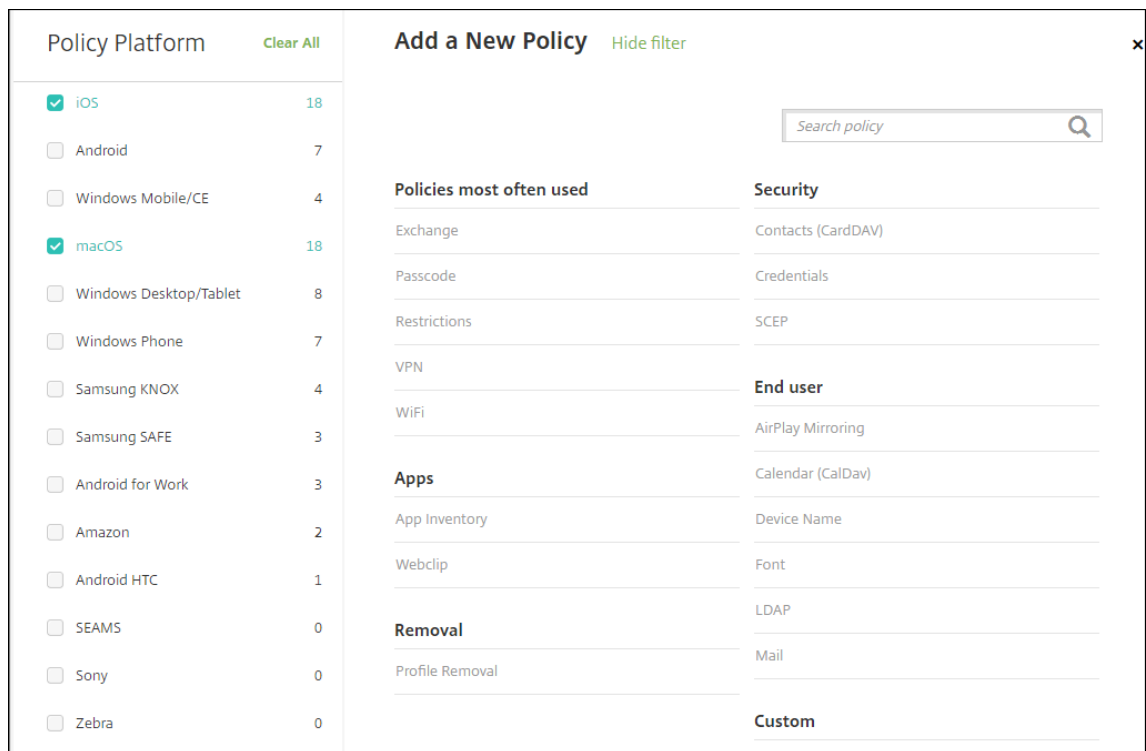 Policy Platform
Clear All
iOS 18
Android 7
Windows Mobile/CE 4
macOS 18
Windows Desktop/Tablet 8
Windows Phone 7
Samsung KNOX 4
Samsung SAFE 3
Android for Work 3
Amazon 2
Android HTC 1
SEAMS 0
Sony 0
Zebra 0
Add a New Policy
Hide filter
×
Search policy
Policies most often used
Exchange
Passcode
Restrictions
VPN
WiFi
Apps
App Inventory
Webclip
Removal
Profile Removal
Security
Contacts (CardDAV)
Credentials
SCEP
End user
AirPlay Mirroring
Calendar (CalDav)
Device Name
Font
LDAP
Mail
Custom